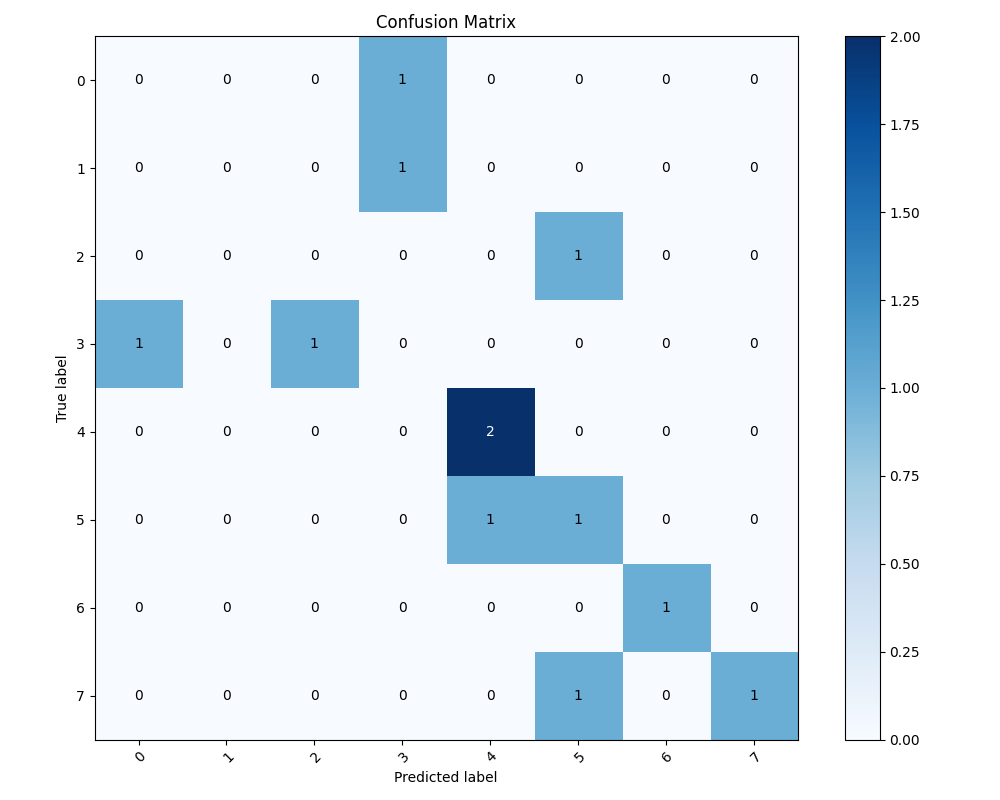 Confusion Matrix
0 0 0 0 1 0 0 0 0
1 0 0 0 1 0 0 0 0
2 0 0 0 0 0 1 0 0
3 1 0 1 0 0 0 0 0
4 0 0 0 0 2 0 0 0
5 0 0 0 0 1 1 0 0
6 0 0 0 0 0 0 1 0
7 0 0 0 0 0 1 0 1
0 1 2 3 4 5 6 7
True label
Predicted label
2.00
1.75
1.50
1.25
1.00
0.75
0.50
0.25
0.00